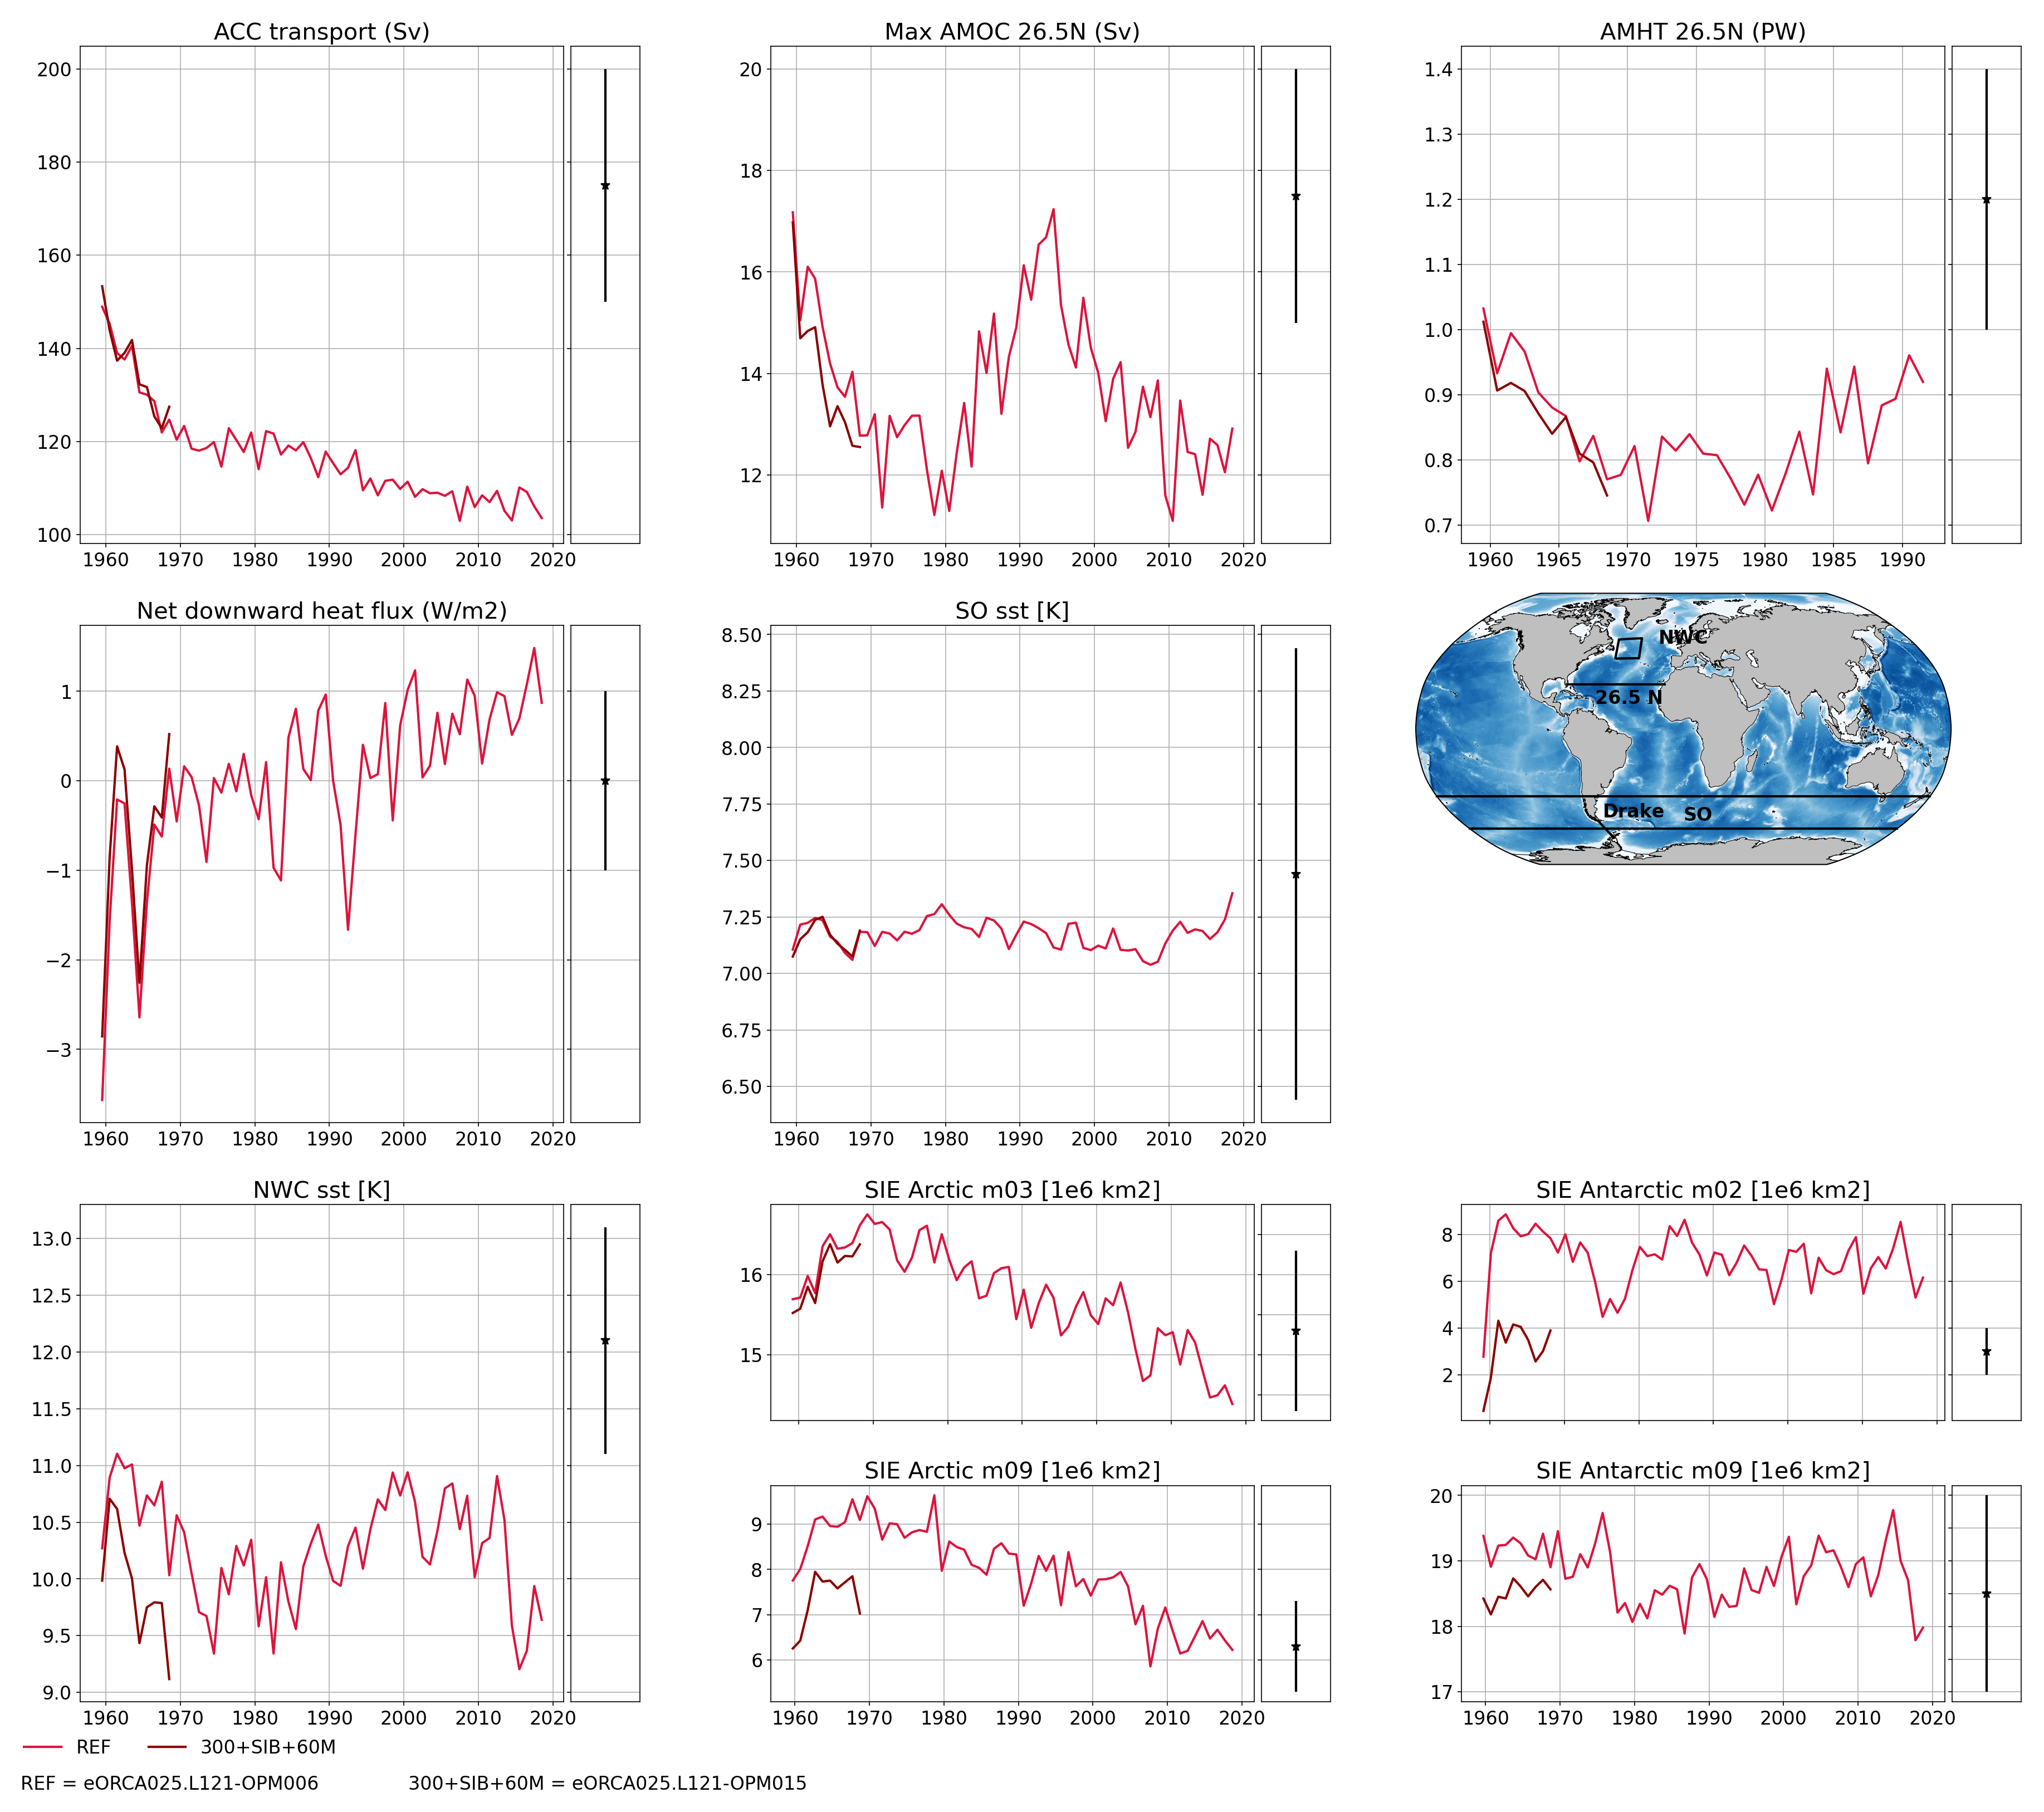 ACC transport (Sv)
Max AMOC 26.5N (Sv)
AMHT 26.5N (PW)
200
180
160
140
120
100
1960 1970 1980 1990 2000 2010 2020
20
18
16
14
12
1960 1970 1980 1990 2000 2010 2020
1.4
1.3
1.2
1.1
1.0
0.9
0.8
0.7
1960 1965 1970 1975 1980 1985 1990
Net downward heat flux (W/m2)
SO sst [K]
1
0
−1
−2
−3
1960 1970 1980 1990 2000 2010 2020
8.50
8.25
8.00
7.75
7.50
7.25
7.00
6.75
6.50
1960 1970 1980 1990 2000 2010 2020
NWC
26.5 N
Drake SO
NWC sst [K]
SIE Arctic m03 [1e6 km2]
SIE Antarctic m02 [1e6 km2]
13.0
12.5
12.0
11.5
11.0
10.5
10.0
9.5
9.0
1960 1970 1980 1990 2000 2010 2020
16
15
8
6
4
2
SIE Arctic m09 [1e6 km2]
SIE Antarctic m09 [1e6 km2]
9
8
7
6
1960 1970 1980 1990 2000 2010 2020
20
19
18
17
1960 1970 1980 1990 2000 2010 2020
REF 300+SIB+60M
REF = eORCA025.L121-OPM006 300+SIB+60M = eORCA025.L121-OPM015